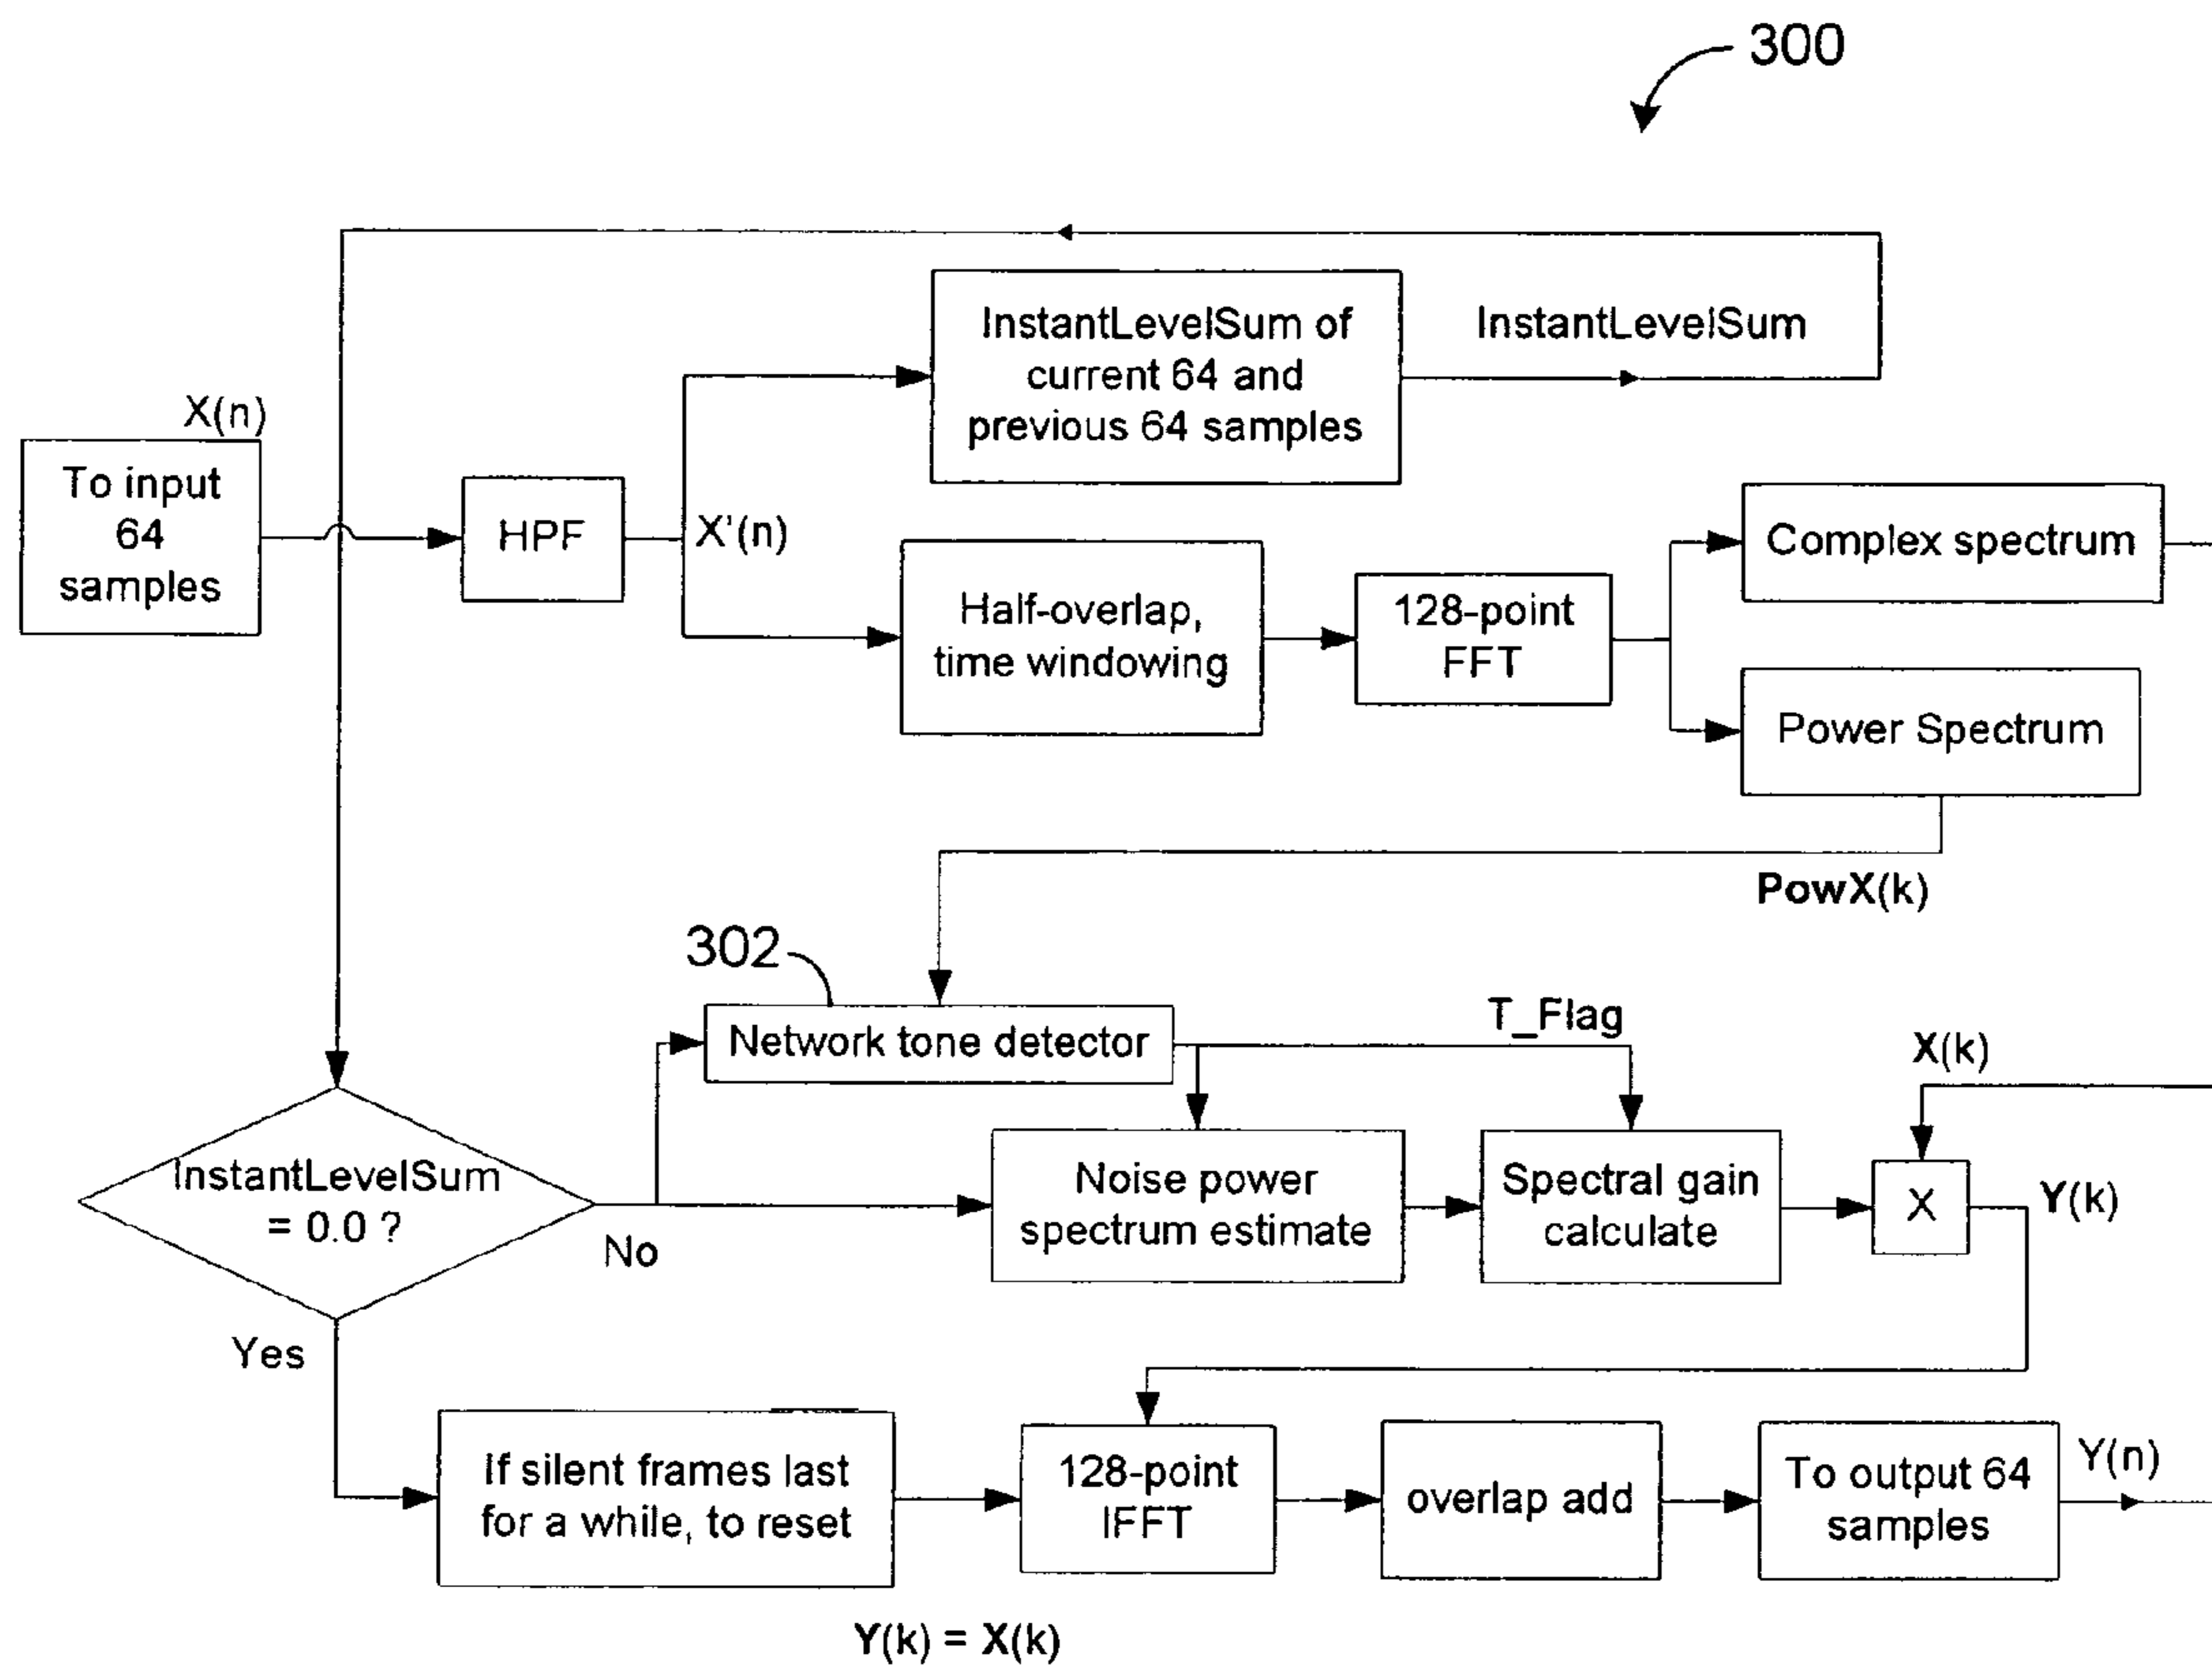 300
InstantLevelSum of
current 64 and
previous 64 samples
InstantLevelSum
X(n)
To input
64
samples
HPF
X'(n)
Half-overlap,
time windowing
128-point
FFT
Complex spectrum
Power Spectrum
PowX(k)
302
Network tone detector
T_Flag
X(k)
InstantLevelSum
= 0.0 ?
No
Noise power
spectrum estimate
Spectral gain
calculate
X
Y(k)
Yes
If silent frames last
for a while, to reset
128-point
IFFT
overlap add
To output 64
samples
Y(n)
Y(k) = X(k)